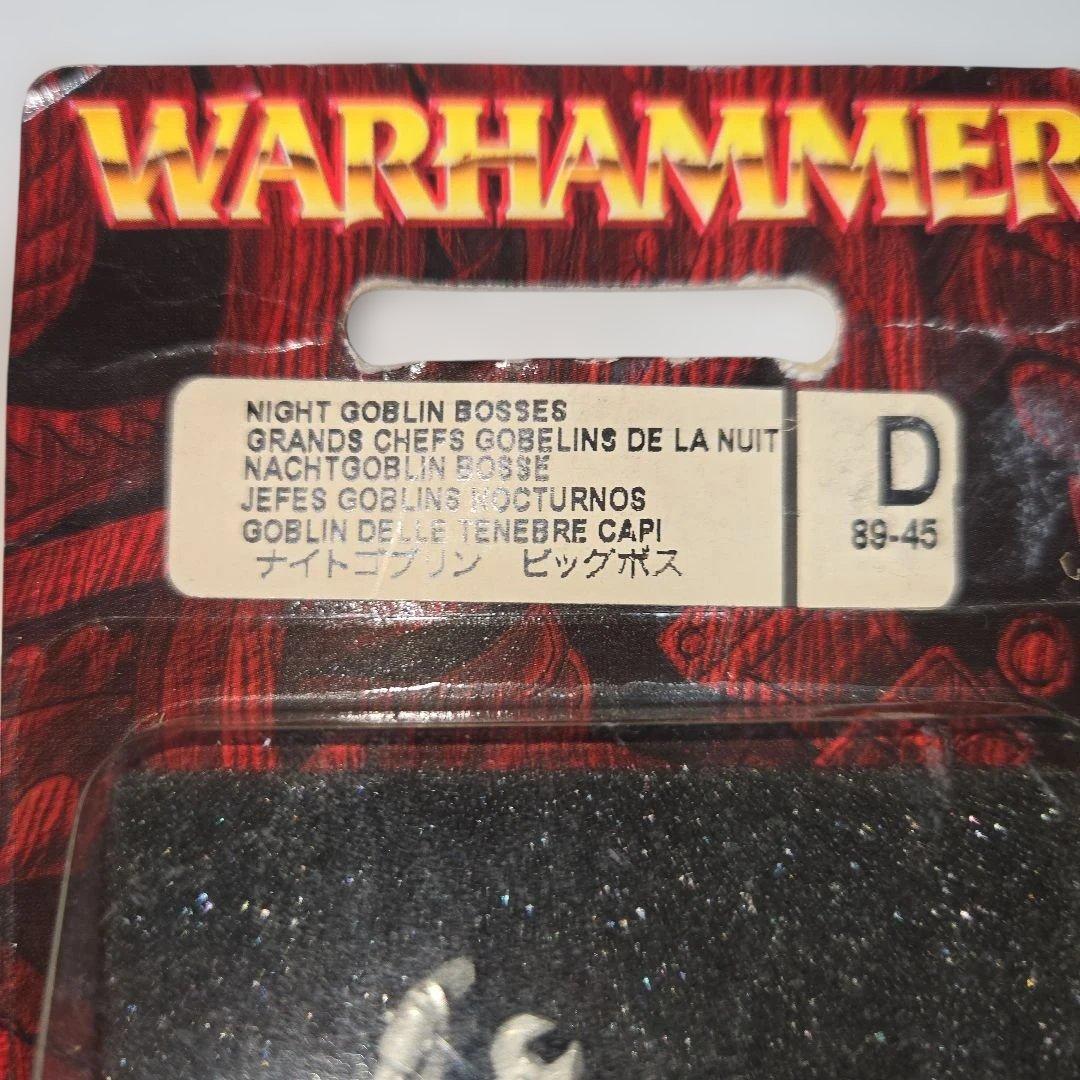 WARHAMMER
NIGHT GOBLIN BOSSES
GRANDS CHEFS GOBELINS DE LA NUIT
NACHTGOBLIN BOSSE
JEFES GOBLINS NOCTURNOS
GOBLIN DELLE TENEBRE CAPI
ナイトゴブリン ビッグボス
D
89-45